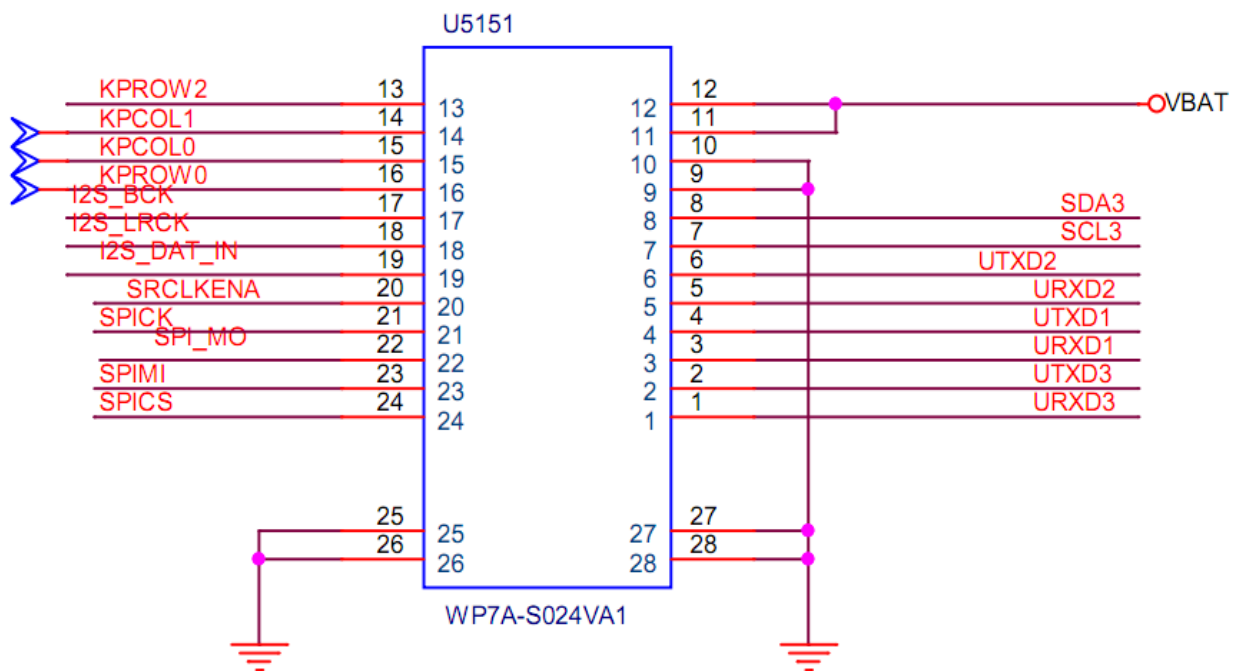 U5151
KPROW2 13 13 12 12 VBAT
KPCOL1 14 14 11 11
KPCOL0 15 15 10 10
KPROW0 16 16 9 9
I2S_BCK 17 17 8 8 SDA3
I2S_LRCK 18 18 7 7 SCL3
I2S_DAT_IN 19 19 6 6 UTXD2
SRCLKENA 20 20 5 5 URXD2
SPICK 21 21 4 4 UTXD1
SPI_MO 22 22 3 3 URXD1
SPIMI 23 23 2 2 UTXD3
SPICS 24 24 1 1 URXD3
25 25 27 27
26 26 28 28
WP7A-S024VA1